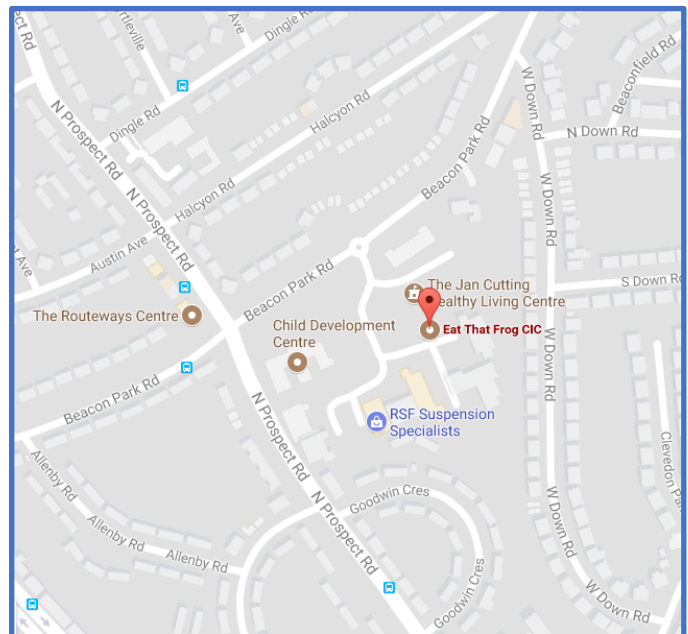 ct Rd
Dingle Rd
Beaconfield Rd
W Down Rd
N Down Rd
N Prospect Rd
Dingle Rd
Halcyon Rd
Beacon Park Rd
N Prospect Rd
Halcyon Rd
W Down Rd
Austin Ave
Ave
Beacon Park Rd
S Down Rd
The Jan Cutting
ealthy Living Centre
The Routeways Centre
Child Development
Centre
Eat That Frog CIC
Beacon Park Rd
N Prospect Rd
RSF Suspension
Specialists
Clevedon Par
Allenby Rd
Allenby Rd
Allenby Rd
N Prospect Rd
Goodwin Cres
W Down Rd
Goodwin Cres
W Down Rd